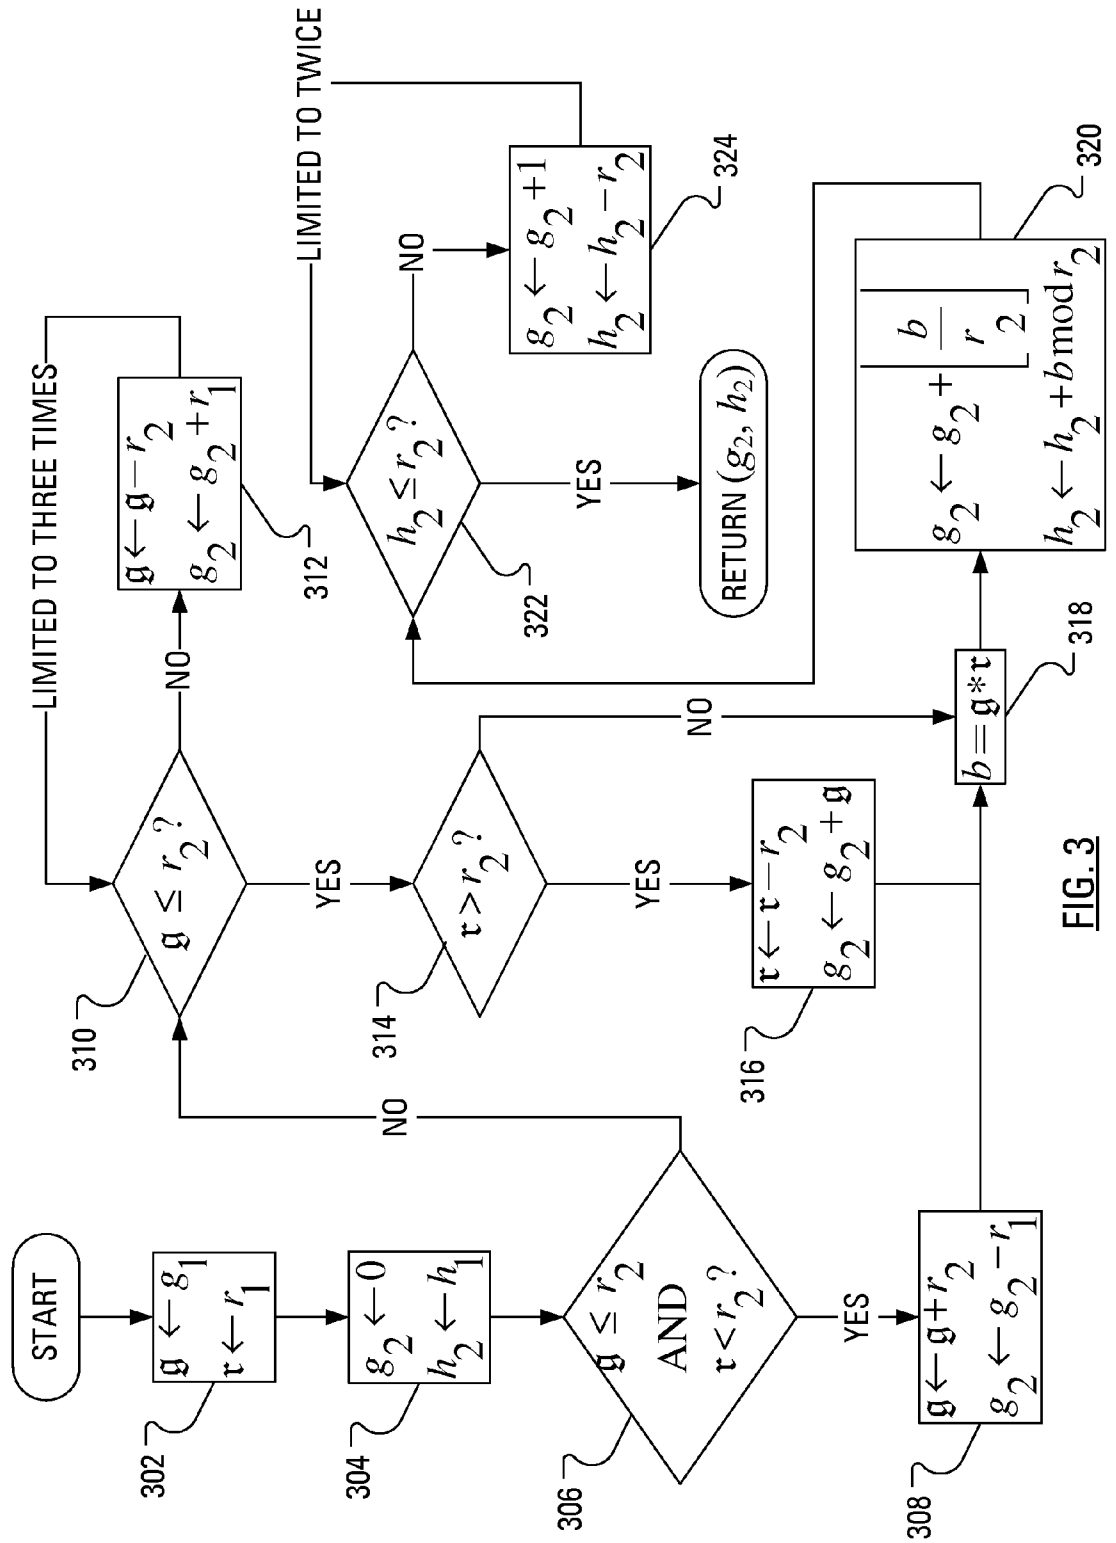 START
𝔤 ← g₁
𝔯 ← r₁
302
g₂ ← 0
h₂ ← h₁
304
𝔤 ≤ r₂
AND
𝔯 < r₂?
306
NO
YES
𝔤 ← 𝔤 + r₂
g₂ ← g₂ − r₁
308
LIMITED TO THREE TIMES
𝔤 ≤ r₂?
310
NO
𝔤 ← 𝔤 − r₂
g₂ ← g₂ + r₁
312
YES
𝔯 > r₂?
314
NO
YES
𝔯 ← 𝔯 − r₂
g₂ ← g₂ + 𝔤
316
b = 𝔤 * 𝔯
318
g₂ ← g₂ + ⌊b/r₂⌋
h₂ ← h₂ + b mod r₂
320
LIMITED TO TWICE
h₂ ≤ r₂?
322
NO
g₂ ← g₂ + 1
h₂ ← h₂ − r₂
324
YES
RETURN (g₂, h₂)
FIG. 3